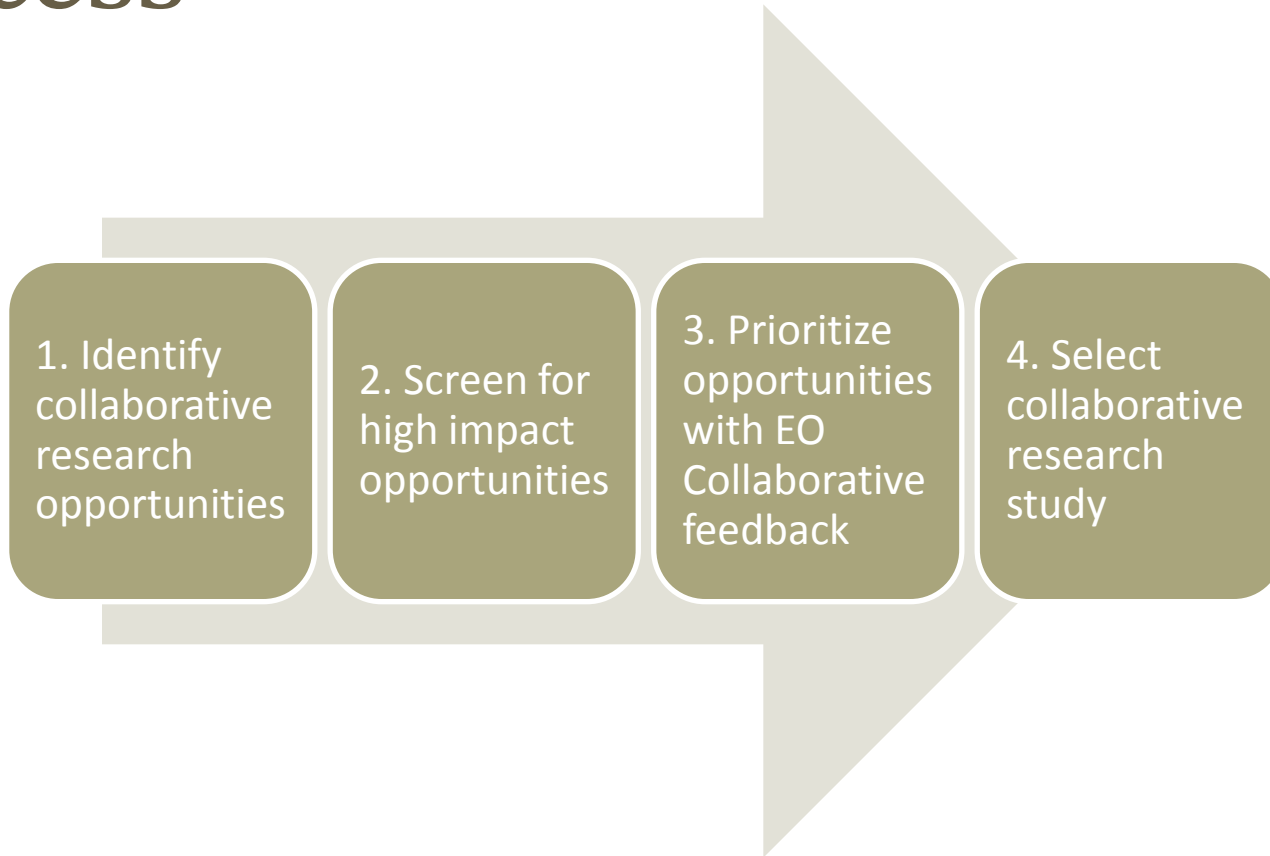 1. Identify
collaborative
research
opportunities
2. Screen for
high impact
opportunities
3. Prioritize
opportunities
with EO
Collaborative
feedback
4. Select
collaborative
research
study